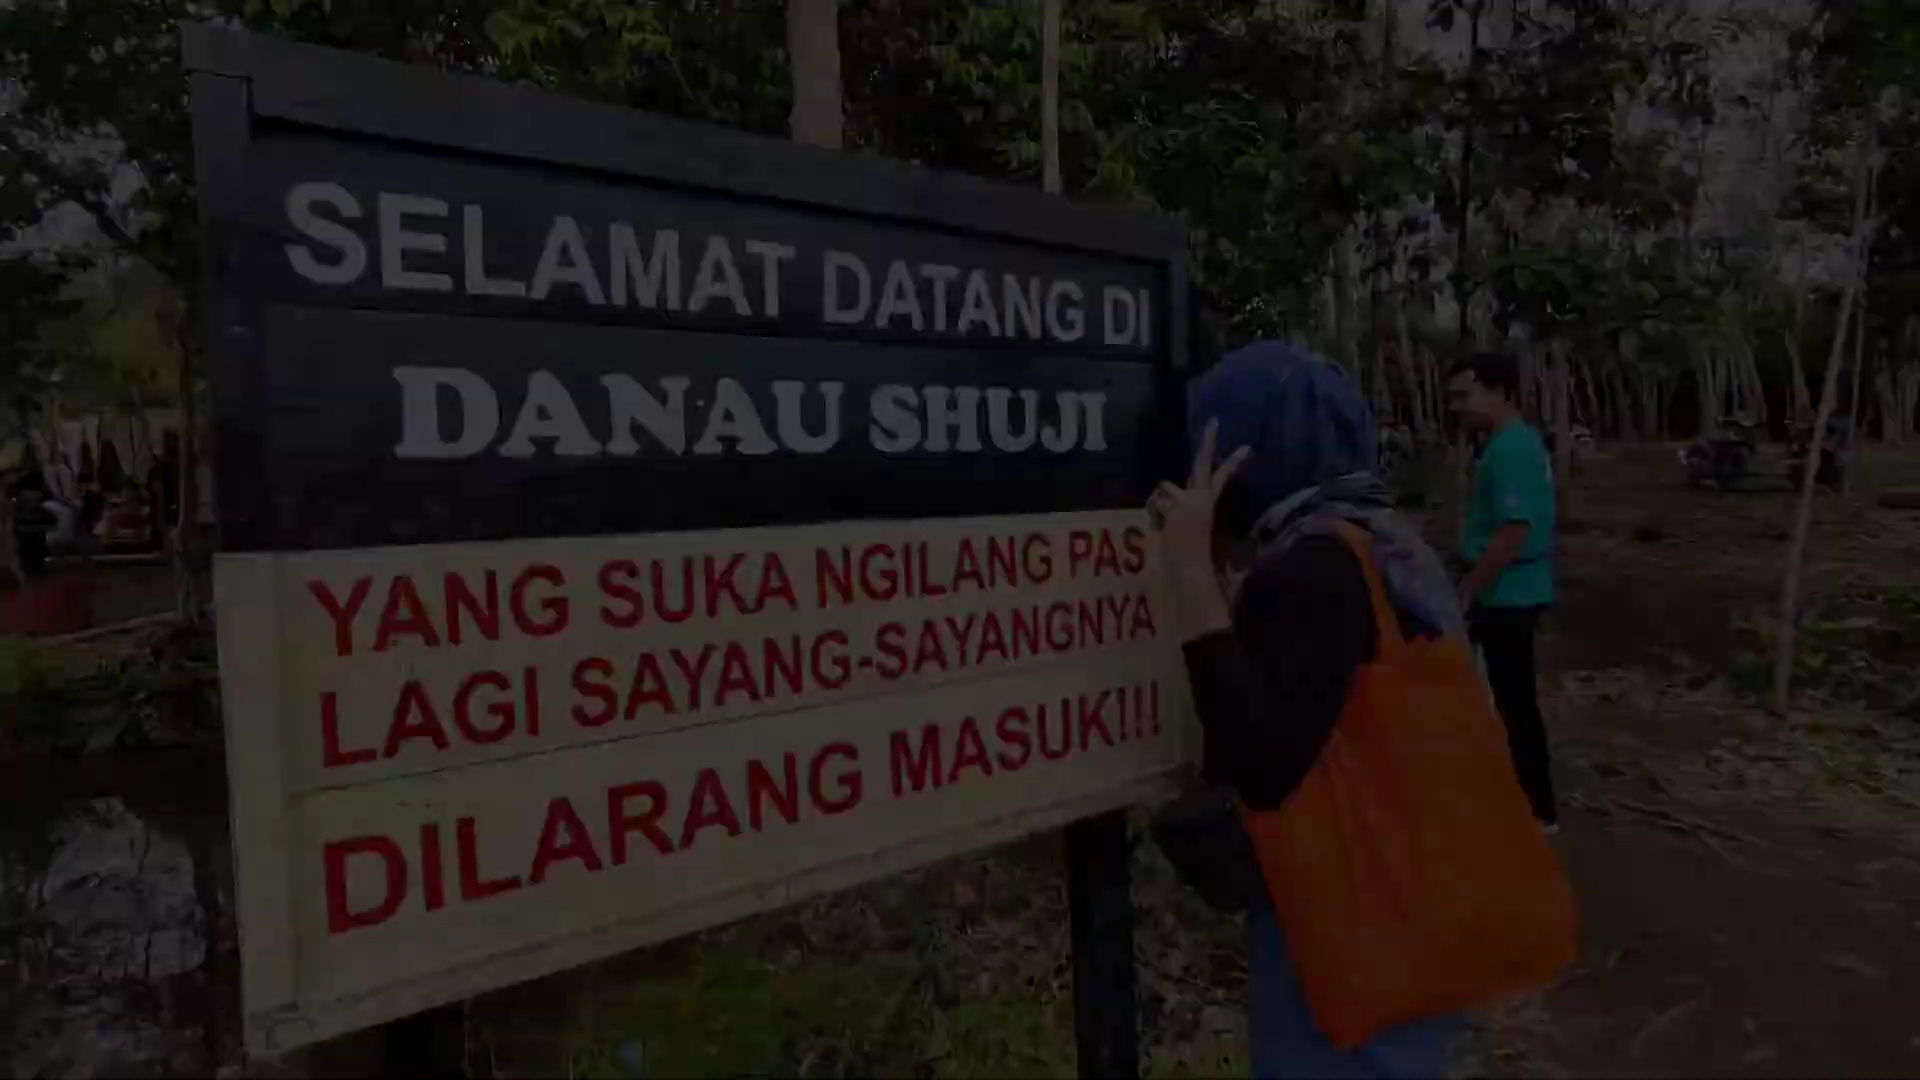 SELAMAT DATANG DI
DANAU SHUJI
YANG SUKA NGILANG PAS
LAGI SAYANG-SAYANGNYA
DILARANG MASUK!!!